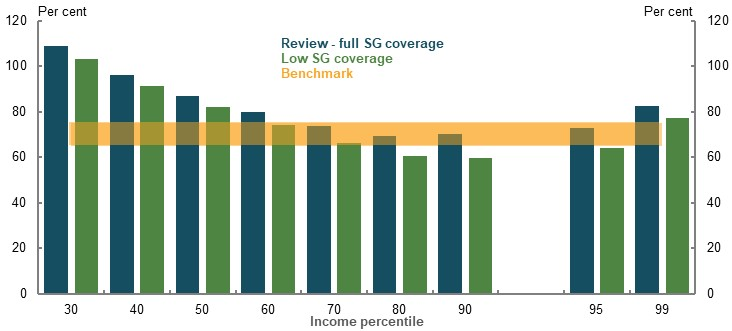 Per cent Per cent
120 120
Review - full SG coverage
Low SG coverage
Benchmark
100 100
80 80
60 60
40 40
20 20
0 0
30 40 50 60 70 80 90 95 99
Income percentile